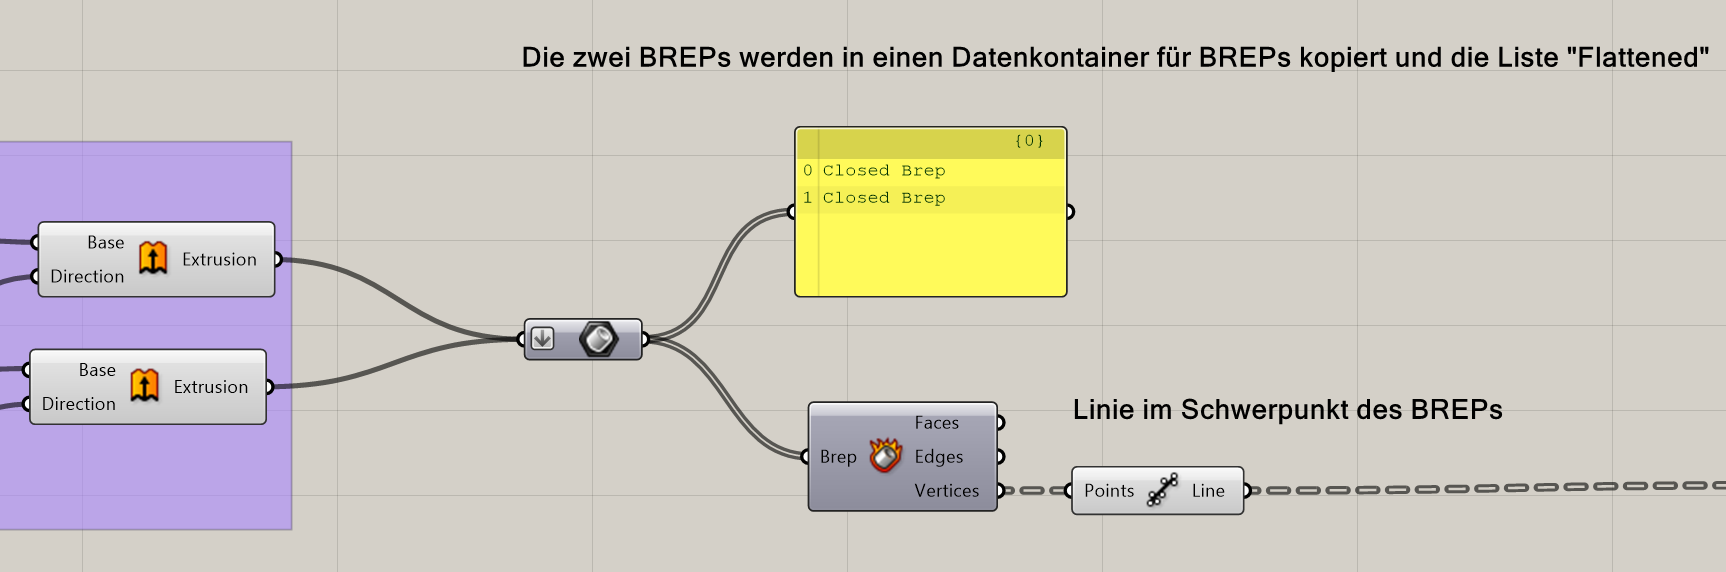 Die zwei BREPs werden in einen Datenkontainer für BREPs kopiert und die Liste "Flattened"
{0}
0 Closed Brep
1 Closed Brep
Base
Direction
Extrusion
Base
Direction
Extrusion
Linie im Schwerpunkt des BREPs
Brep
Faces
Edges
Vertices
Points
Line